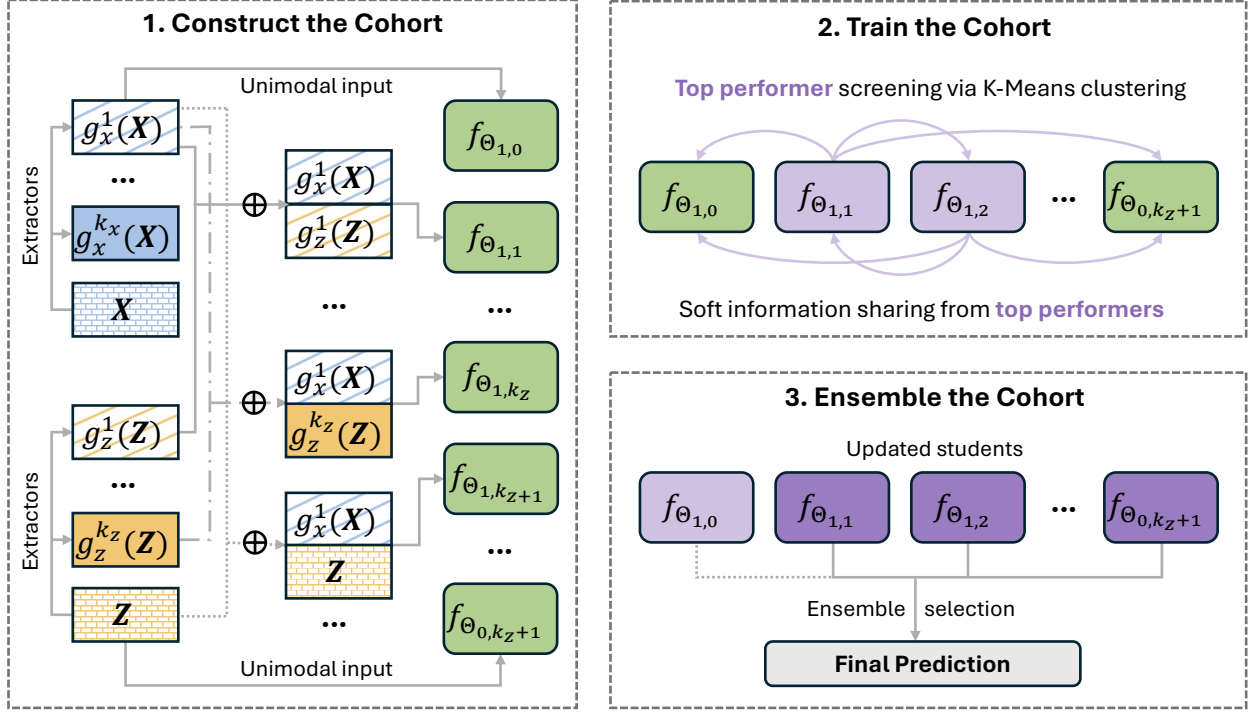 1. Construct the Cohort
Unimodal input
Extractors
g_x^1(X)
...
g_x^{k_x}(X)
X
Extractors
g_z^1(Z)
...
g_z^{k_z}(Z)
Z
⊕
g_x^1(X)
g_z^1(Z)
...
⊕
g_x^1(X)
g_z^{k_z}(Z)
⊕
g_x^1(X)
Z
...
f_{Θ_{1,0}}
f_{Θ_{1,1}}
...
f_{Θ_{1,k_z}}
f_{Θ_{1,k_z+1}}
...
f_{Θ_{0,k_z+1}}
Unimodal input
2. Train the Cohort
Top performer screening via K-Means clustering
f_{Θ_{1,0}} f_{Θ_{1,1}} f_{Θ_{1,2}} ... f_{Θ_{0,k_z+1}}
Soft information sharing from top performers
3. Ensemble the Cohort
Updated students
f_{Θ_{1,0}} f_{Θ_{1,1}} f_{Θ_{1,2}} ... f_{Θ_{0,k_z+1}}
Ensemble selection
Final Prediction